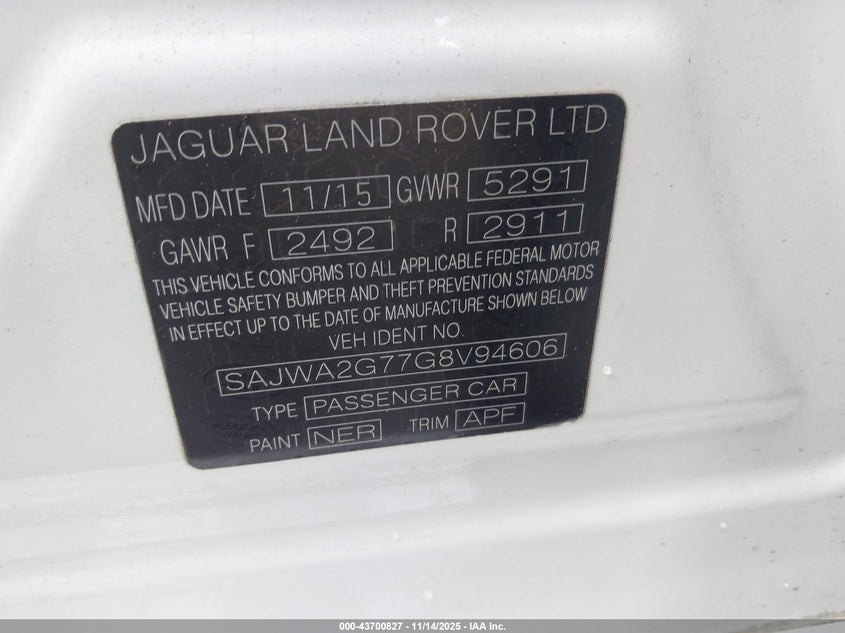 JAGUAR LAND ROVER LTD
MFD DATE 11/15 GVWR 5291
GAWR F 2492 R 2911
THIS VEHICLE CONFORMS TO ALL APPLICABLE FEDERAL MOTOR
VEHICLE SAFETY BUMPER AND THEFT PREVENTION STANDARDS
IN EFFECT UP TO THE DATE OF MANUFACTURE SHOWN BELOW
VEH IDENT NO.
SAJWA2G77G8V94606
TYPE PASSENGER CAR
PAINT NER TRIM APF
000-43700827 - 11/14/2025 - IAA Inc.